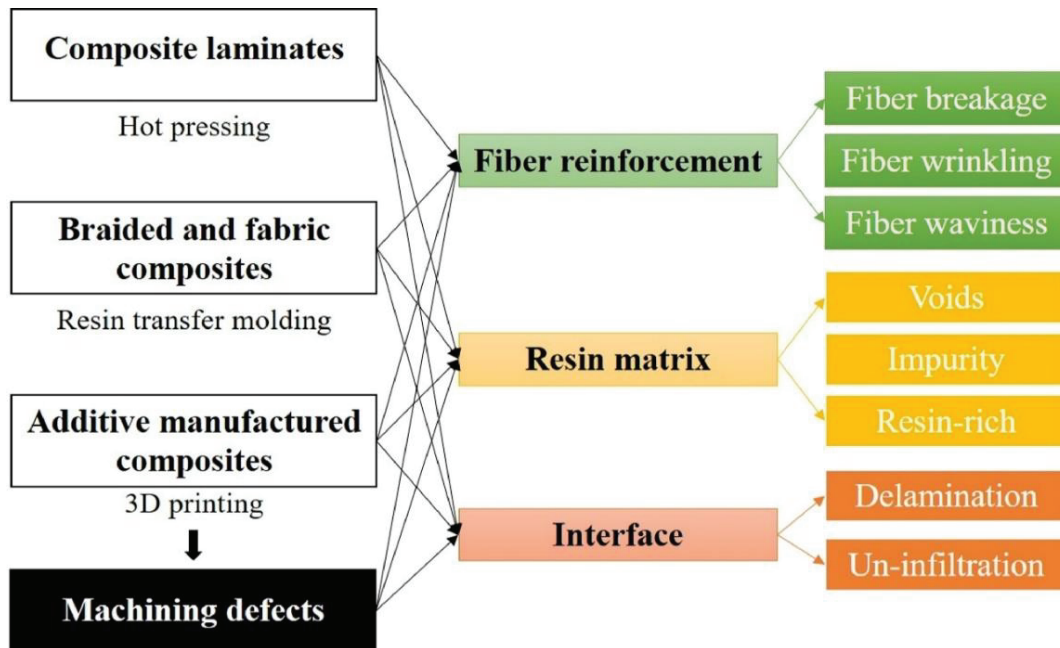 Composite laminates
Hot pressing
Braided and fabric
composites
Resin transfer molding
Additive manufactured
composites
3D printing
Machining defects
Fiber reinforcement
Resin matrix
Interface
Fiber breakage
Fiber wrinkling
Fiber waviness
Voids
Impurity
Resin-rich
Delamination
Un-infiltration